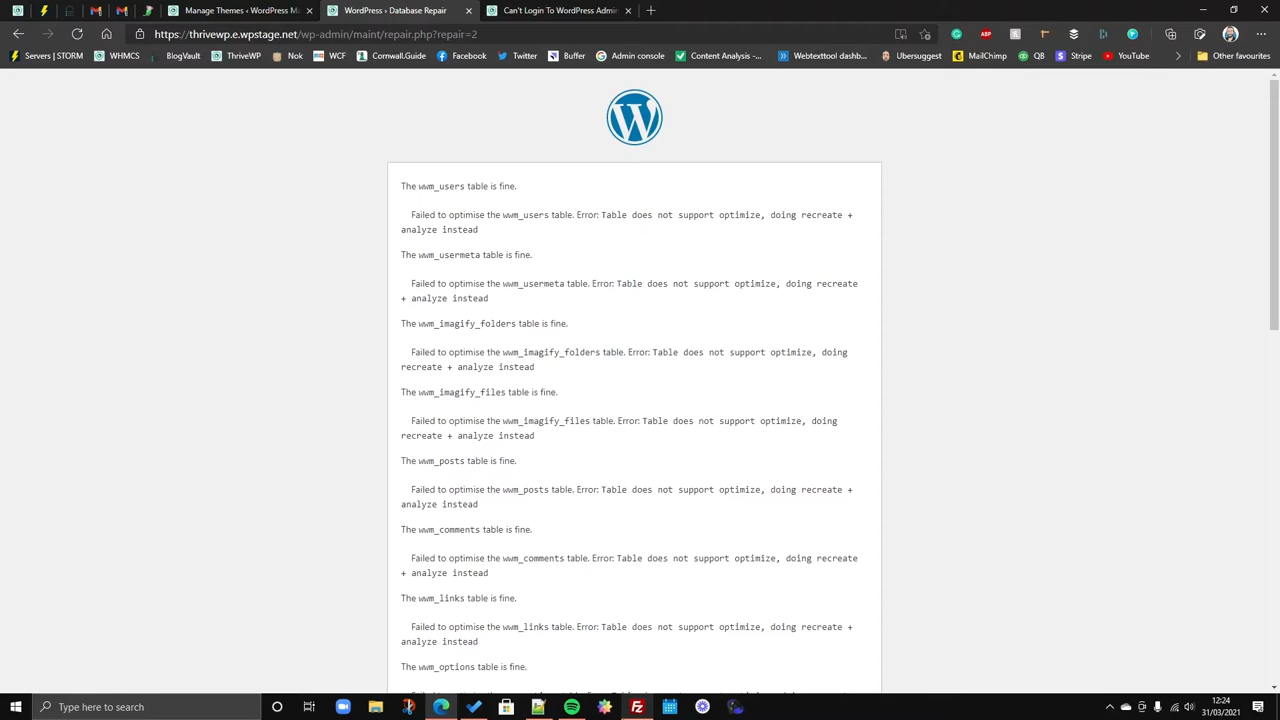 Manage Themes ‹ WordPress Ma
WordPress › Database Repair
Can't Login To WordPress Admin
https://thrivewp.e.wpstage.net/wp-admin/maint/repair.php?repair=2
Servers | STORM
WHMCS
BlogVault
ThriveWP
Nok
WCF
Cornwall.Guide
Facebook
Twitter
Buffer
Admin console
Content Analysis -...
Webtexttool dashb...
Ubersuggest
MailChimp
QB
Stripe
YouTube
Other favourites
The wwm_users table is fine.
Failed to optimise the wwm_users table. Error: Table does not support optimize, doing recreate +
analyze instead
The wwm_usermeta table is fine.
Failed to optimise the wwm_usermeta table. Error: Table does not support optimize, doing recreate
+ analyze instead
The wwm_imagify_folders table is fine.
Failed to optimise the wwm_imagify_folders table. Error: Table does not support optimize, doing
recreate + analyze instead
The wwm_imagify_files table is fine.
Failed to optimise the wwm_imagify_files table. Error: Table does not support optimize, doing
recreate + analyze instead
The wwm_posts table is fine.
Failed to optimise the wwm_posts table. Error: Table does not support optimize, doing recreate +
analyze instead
The wwm_comments table is fine.
Failed to optimise the wwm_comments table. Error: Table does not support optimize, doing recreate
+ analyze instead
The wwm_links table is fine.
Failed to optimise the wwm_links table. Error: Table does not support optimize, doing recreate +
analyze instead
The wwm_options table is fine.
Type here to search
12:24
31/03/2021